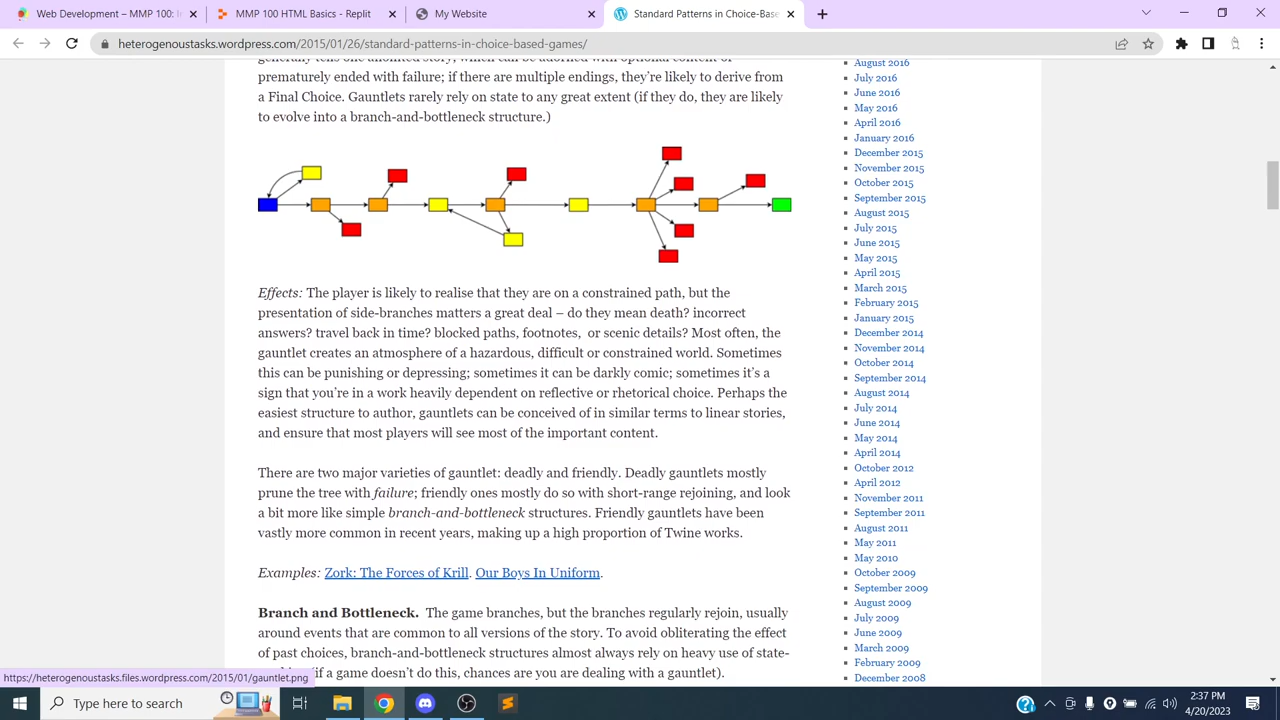 Web Development - MMP 100: I
MMP 100 HTML Basics - Replit
My Website
Standard Patterns in Choice-Base
heterogenoustasks.wordpress.com/2015/01/26/standard-patterns-in-choice-based-games/
prematurely ended with failure; if there are multiple endings, they're likely to derive from
a Final Choice. Gauntlets rarely rely on state to any great extent (if they do, they are likely
to evolve into a branch-and-bottleneck structure.)
Effects: The player is likely to realise that they are on a constrained path, but the
presentation of side-branches matters a great deal – do they mean death? incorrect
answers? travel back in time? blocked paths, footnotes, or scenic details? Most often, the
gauntlet creates an atmosphere of a hazardous, difficult or constrained world. Sometimes
this can be punishing or depressing; sometimes it can be darkly comic; sometimes it's a
sign that you're in a work heavily dependent on reflective or rhetorical choice. Perhaps the
easiest structure to author, gauntlets can be conceived of in similar terms to linear stories,
and ensure that most players will see most of the important content.
There are two major varieties of gauntlet: deadly and friendly. Deadly gauntlets mostly
prune the tree with failure; friendly ones mostly do so with short-range rejoining, and look
a bit more like simple branch-and-bottleneck structures. Friendly gauntlets have been
vastly more common in recent years, making up a high proportion of Twine works.
Examples: Zork: The Forces of Krill. Our Boys In Uniform.
Branch and Bottleneck. The game branches, but the branches regularly rejoin, usually
around events that are common to all versions of the story. To avoid obliterating the effect
of past choices, branch-and-bottleneck structures almost always rely on heavy use of state-
(if a game doesn't do this, chances are you are dealing with a gauntlet).
August 2016
July 2016
June 2016
May 2016
April 2016
January 2016
December 2015
November 2015
October 2015
September 2015
August 2015
July 2015
June 2015
May 2015
April 2015
March 2015
February 2015
January 2015
December 2014
November 2014
October 2014
September 2014
August 2014
July 2014
June 2014
May 2014
April 2014
October 2012
April 2012
November 2011
September 2011
August 2011
May 2011
May 2010
October 2009
September 2009
August 2009
July 2009
June 2009
March 2009
February 2009
December 2008
https://heterogenoustasks.files.wordpress.com/2015/01/gauntlet.png
Type here to search
2:37 PM
4/20/2023